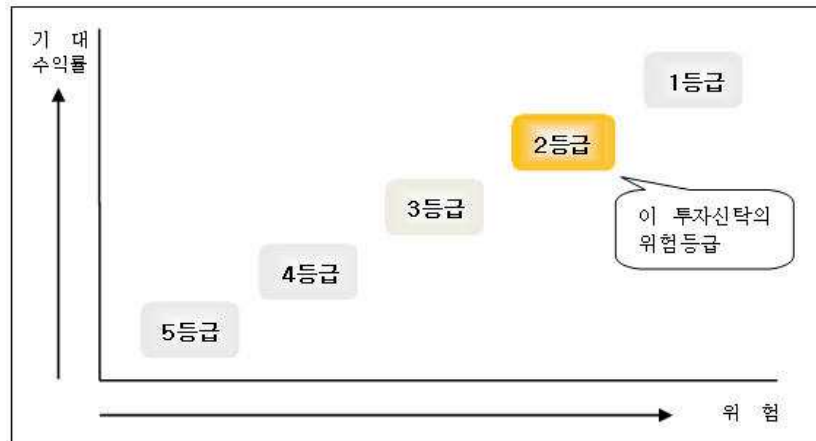 기 대
수익률
1등급
2등급
3등급
이 투자신탁의
위험등급
4등급
5등급
위 험